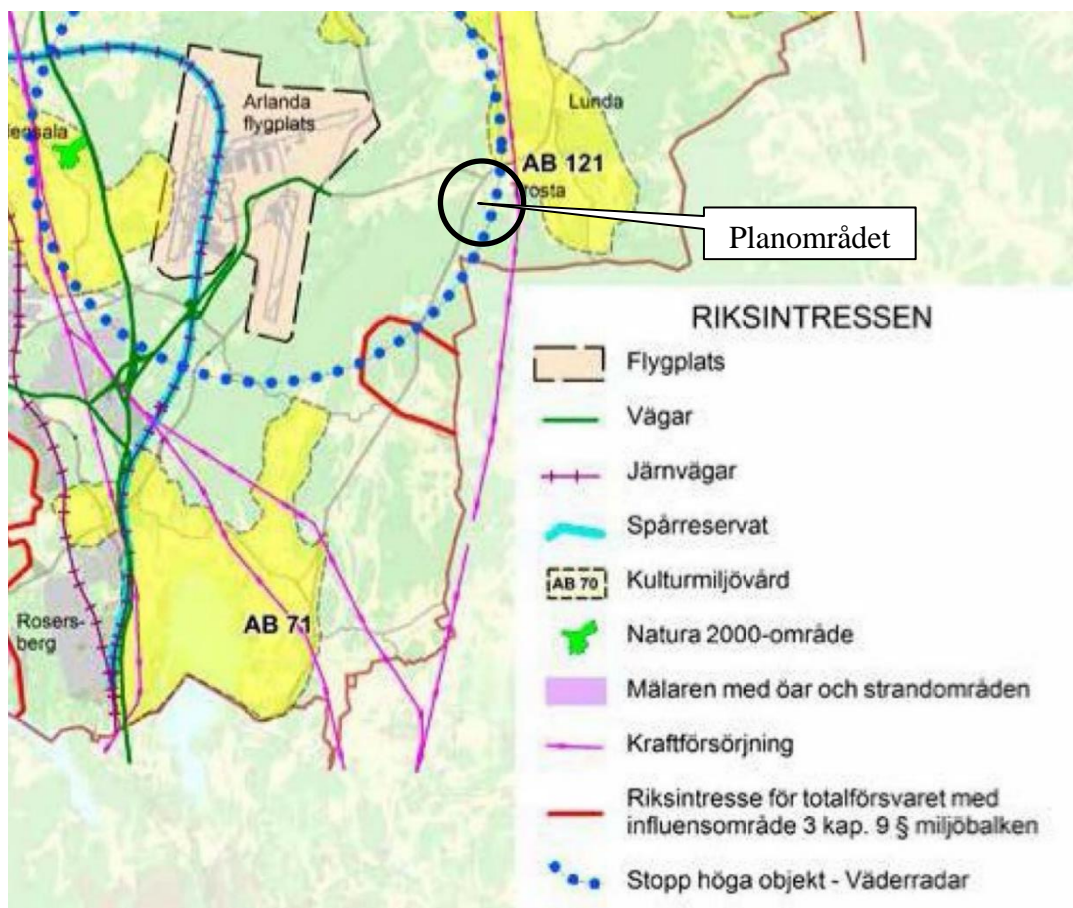 Arlanda
flygplats
Lunda
AB 121
rosta
Planområdet
RIKSINTRESSEN
Flygplats
Vägar
Järnvägar
Spårreservat
AB 70 Kulturmiljövård
Natura 2000-område
Mälaren med öar och strandområden
Kraftförsörjning
Riksintresse för totalförsvaret med
influensområde 3 kap. 9 § miljöbalken
Stopp höga objekt - Väderradar
Rosers-
berg
AB 71